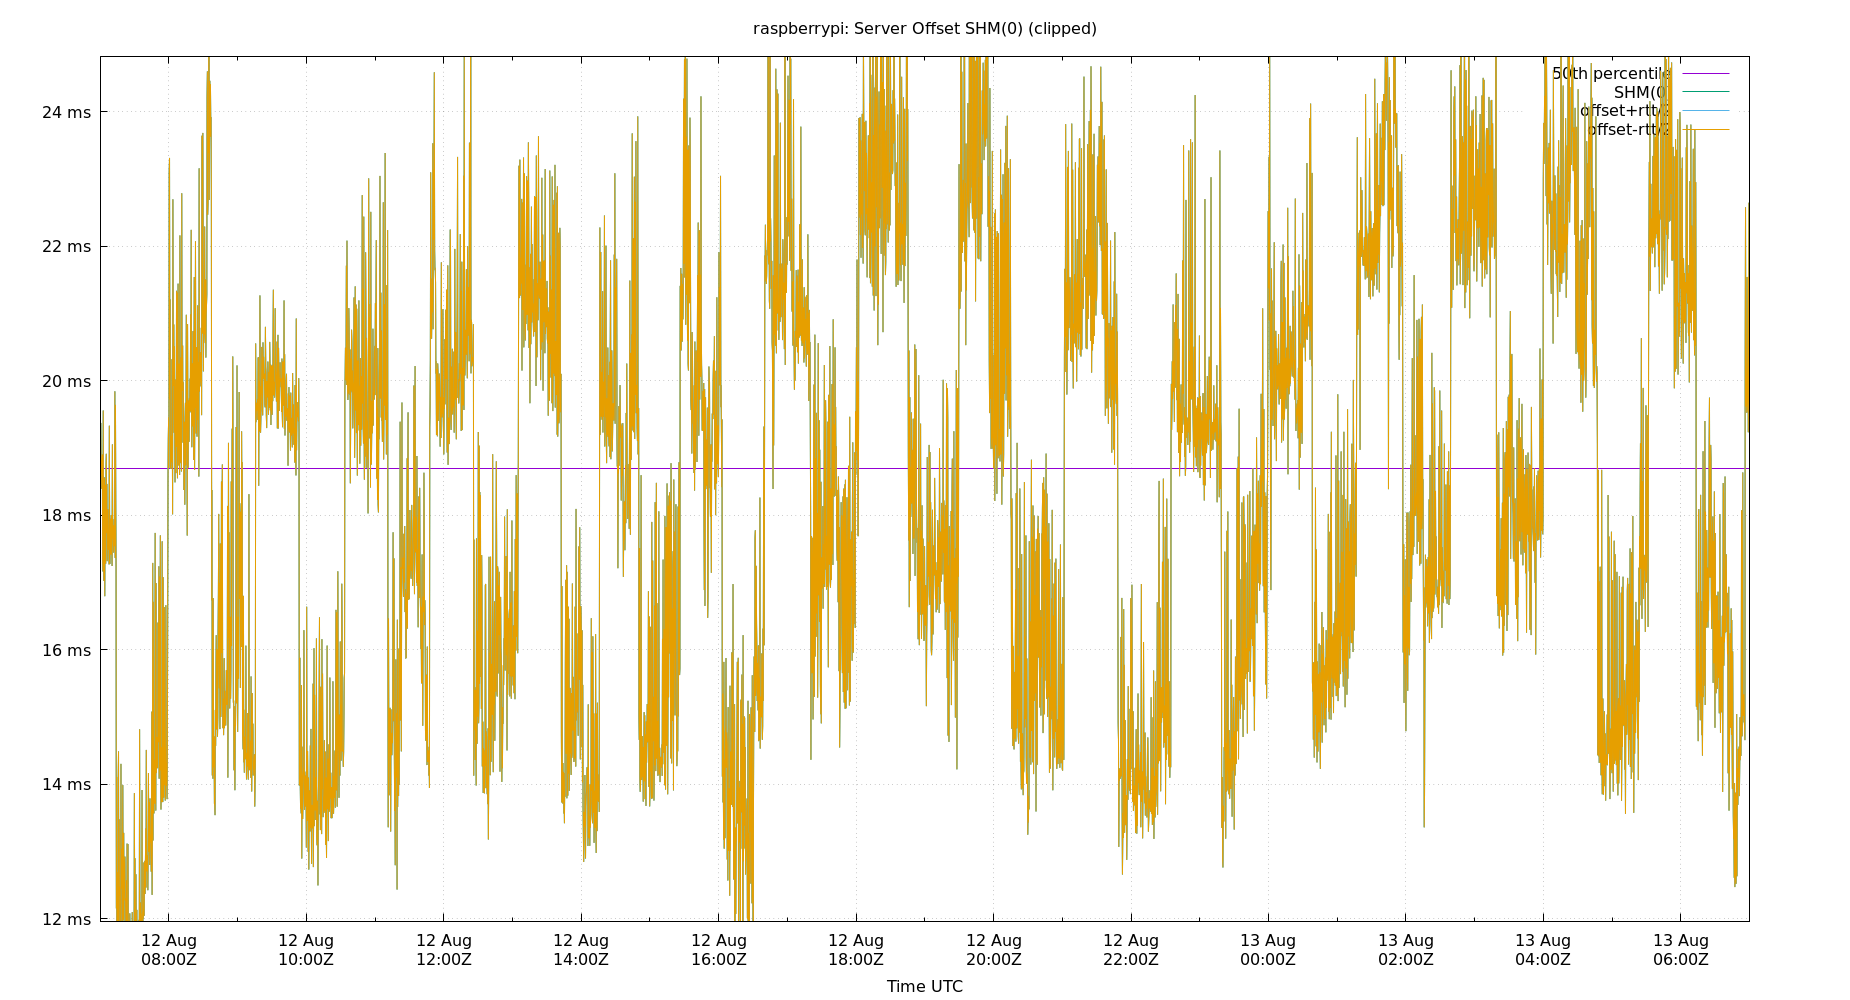 raspberrypi: Server Offset SHM(0) (clipped)
50th percentile
SHM(0)
offset+rtt/2
offset-rtt/2
24 ms
22 ms
20 ms
18 ms
16 ms
14 ms
12 ms
12 Aug 12 Aug 12 Aug 12 Aug 12 Aug 12 Aug 12 Aug 12 Aug 13 Aug 13 Aug 13 Aug 13 Aug
08:00Z 10:00Z 12:00Z 14:00Z 16:00Z 18:00Z 20:00Z 22:00Z 00:00Z 02:00Z 04:00Z 06:00Z
Time UTC